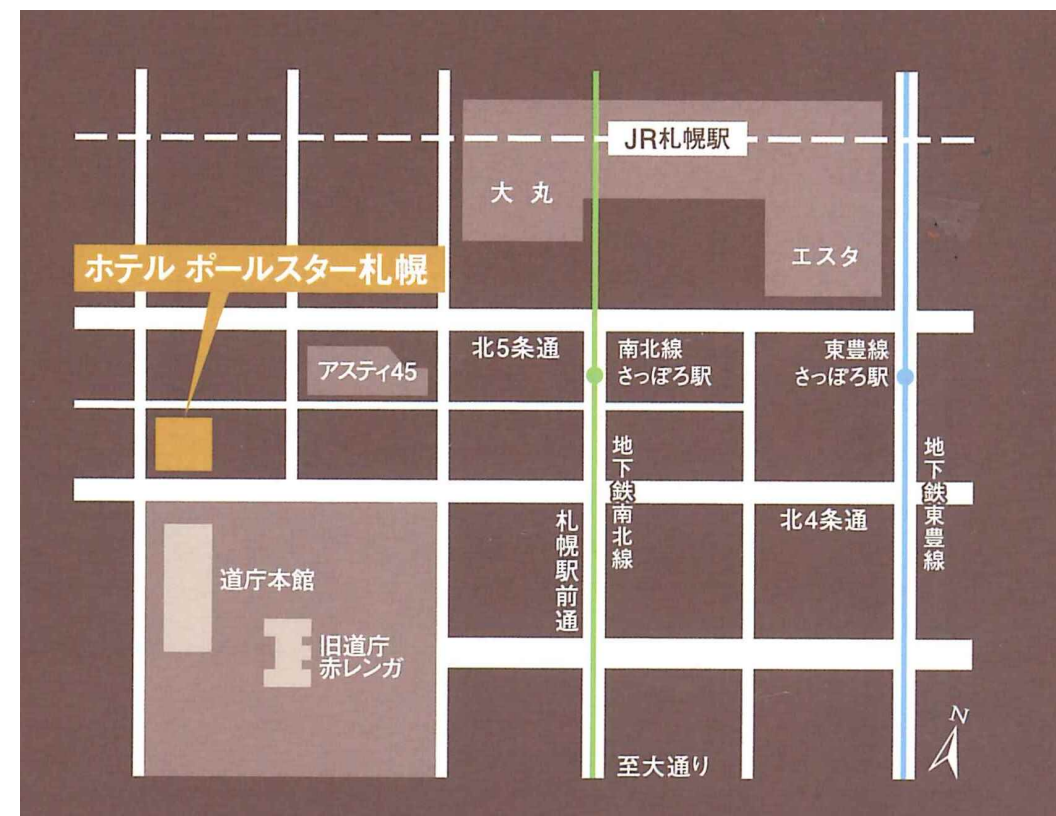 JR札幌駅
大 丸
エスタ
ホテル ポールスター札幌
アスティ45
北5条通
南北線
さっぽろ駅
東豊線
さっぽろ駅
地下鉄南北線
地下鉄東豊線
札幌駅前通
北4条通
道庁本館
旧道庁
赤レンガ
至大通り
N